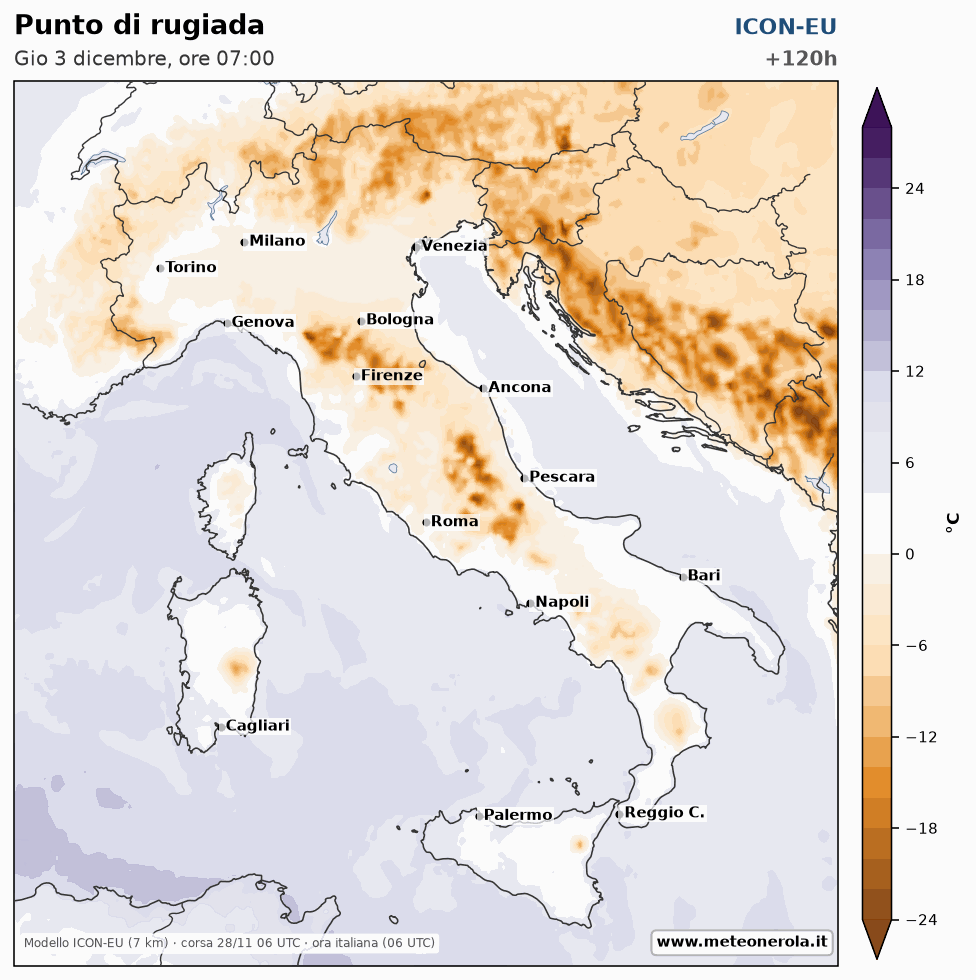 Punto di rugiada
ICON-EU
Gio 3 dicembre, ore 07:00
+120h
Milano
Venezia
Torino
Genova
Bologna
Firenze
Ancona
Pescara
Roma
Bari
Napoli
Cagliari
Palermo
Reggio C.
24
18
12
6
0
−6
−12
−18
−24
°C
Modello ICON-EU (7 km) · corsa 28/11 06 UTC · ora italiana (06 UTC)
www.meteonerola.it